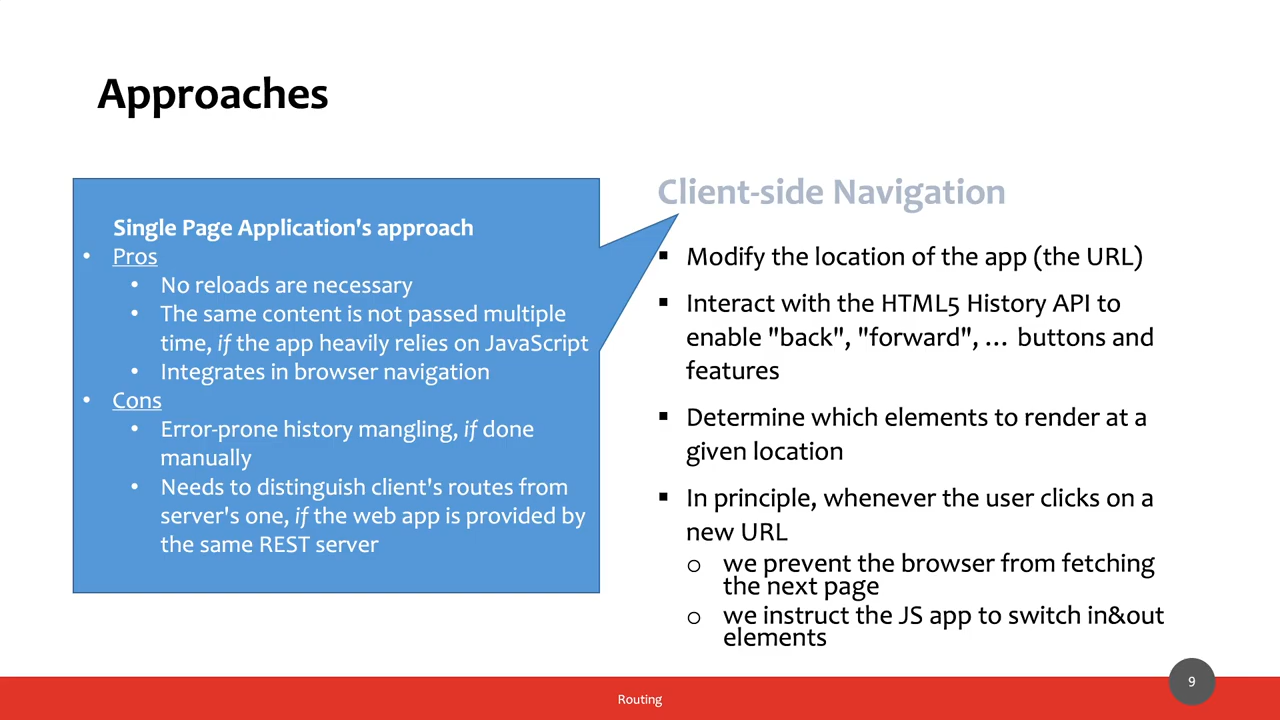 Approaches
Single Page Application's approach
• Pros
• No reloads are necessary
• The same content is not passed multiple
time, if the app heavily relies on JavaScript
• Integrates in browser navigation
• Cons
• Error-prone history mangling, if done
manually
• Needs to distinguish client's routes from
server's one, if the web app is provided by
the same REST server
Client-side Navigation
▪ Modify the location of the app (the URL)
▪ Interact with the HTML5 History API to
enable "back", "forward", … buttons and
features
▪ Determine which elements to render at a
given location
▪ In principle, whenever the user clicks on a
new URL
o we prevent the browser from fetching
the next page
o we instruct the JS app to switch in&out
elements
Routing
9